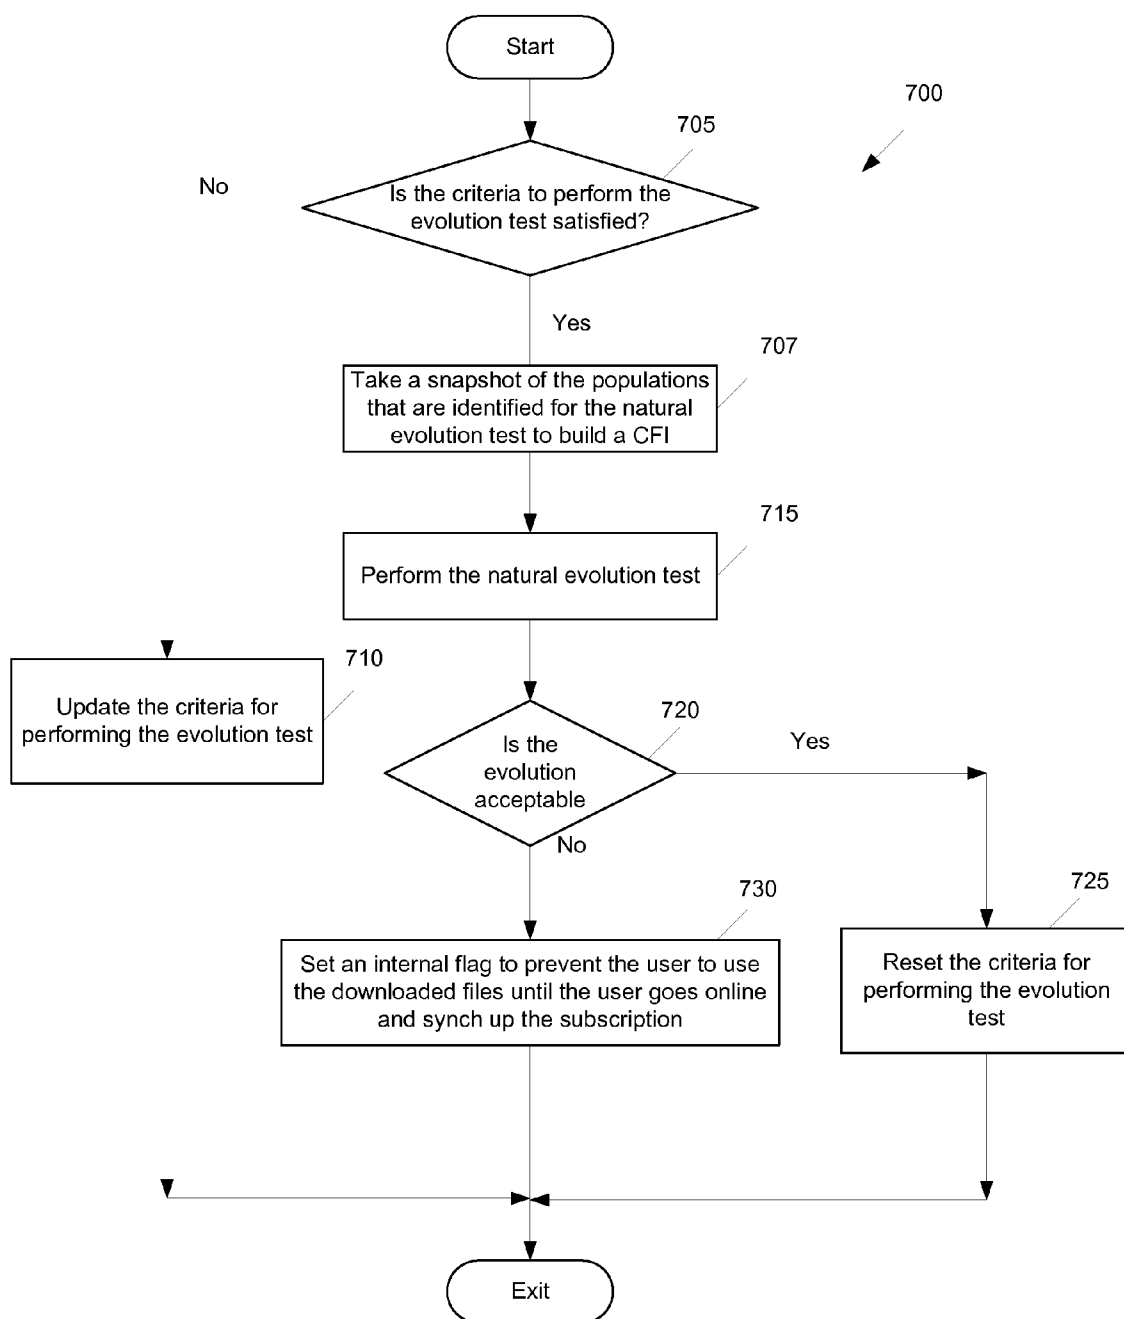 Start
700
705
No
Is the criteria to perform the
evolution test satisfied?
Yes
707
Take a snapshot of the populations
that are identified for the natural
evolution test to build a CFI
715
Perform the natural evolution test
710
Update the criteria for
performing the evolution test
720
Yes
Is the
evolution
acceptable
No
730
725
Set an internal flag to prevent the user to use
the downloaded files until the user goes online
and synch up the subscription
Reset the criteria for
performing the evolution
test
Exit